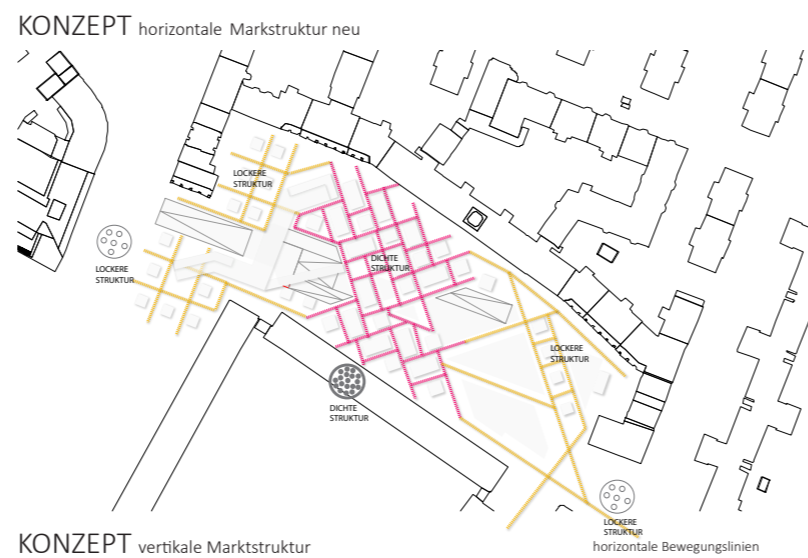 KONZEPT horizontale Markstruktur neu
LOCKERE
STRUKTUR
LOCKERE
STRUKTUR
DICHTE
STRUKTUR
LOCKERE
STRUKTUR
DICHTE
STRUKTUR
LOCKERE
STRUKTUR
KONZEPT vertikale Marktstruktur
horizontale Bewegungslinien